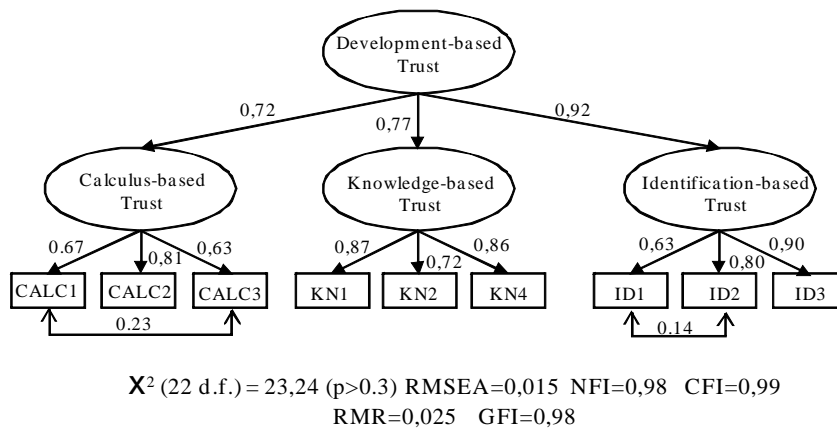 Development-based
Trust
0,72
0,77
0,92
Calculus-based
Trust
Knowledge-based
Trust
Identification-based
Trust
0.67
0,81
0,63
0,87
0,72
0,86
0,63
0,80
0,90
CALC1
CALC2
CALC3
KN1
KN2
KN4
ID1
ID2
ID3
0.23
0.14
X² (22 d.f.) = 23,24 (p>0.3) RMSEA=0,015 NFI=0,98 CFI=0,99
RMR=0,025 GFI=0,98